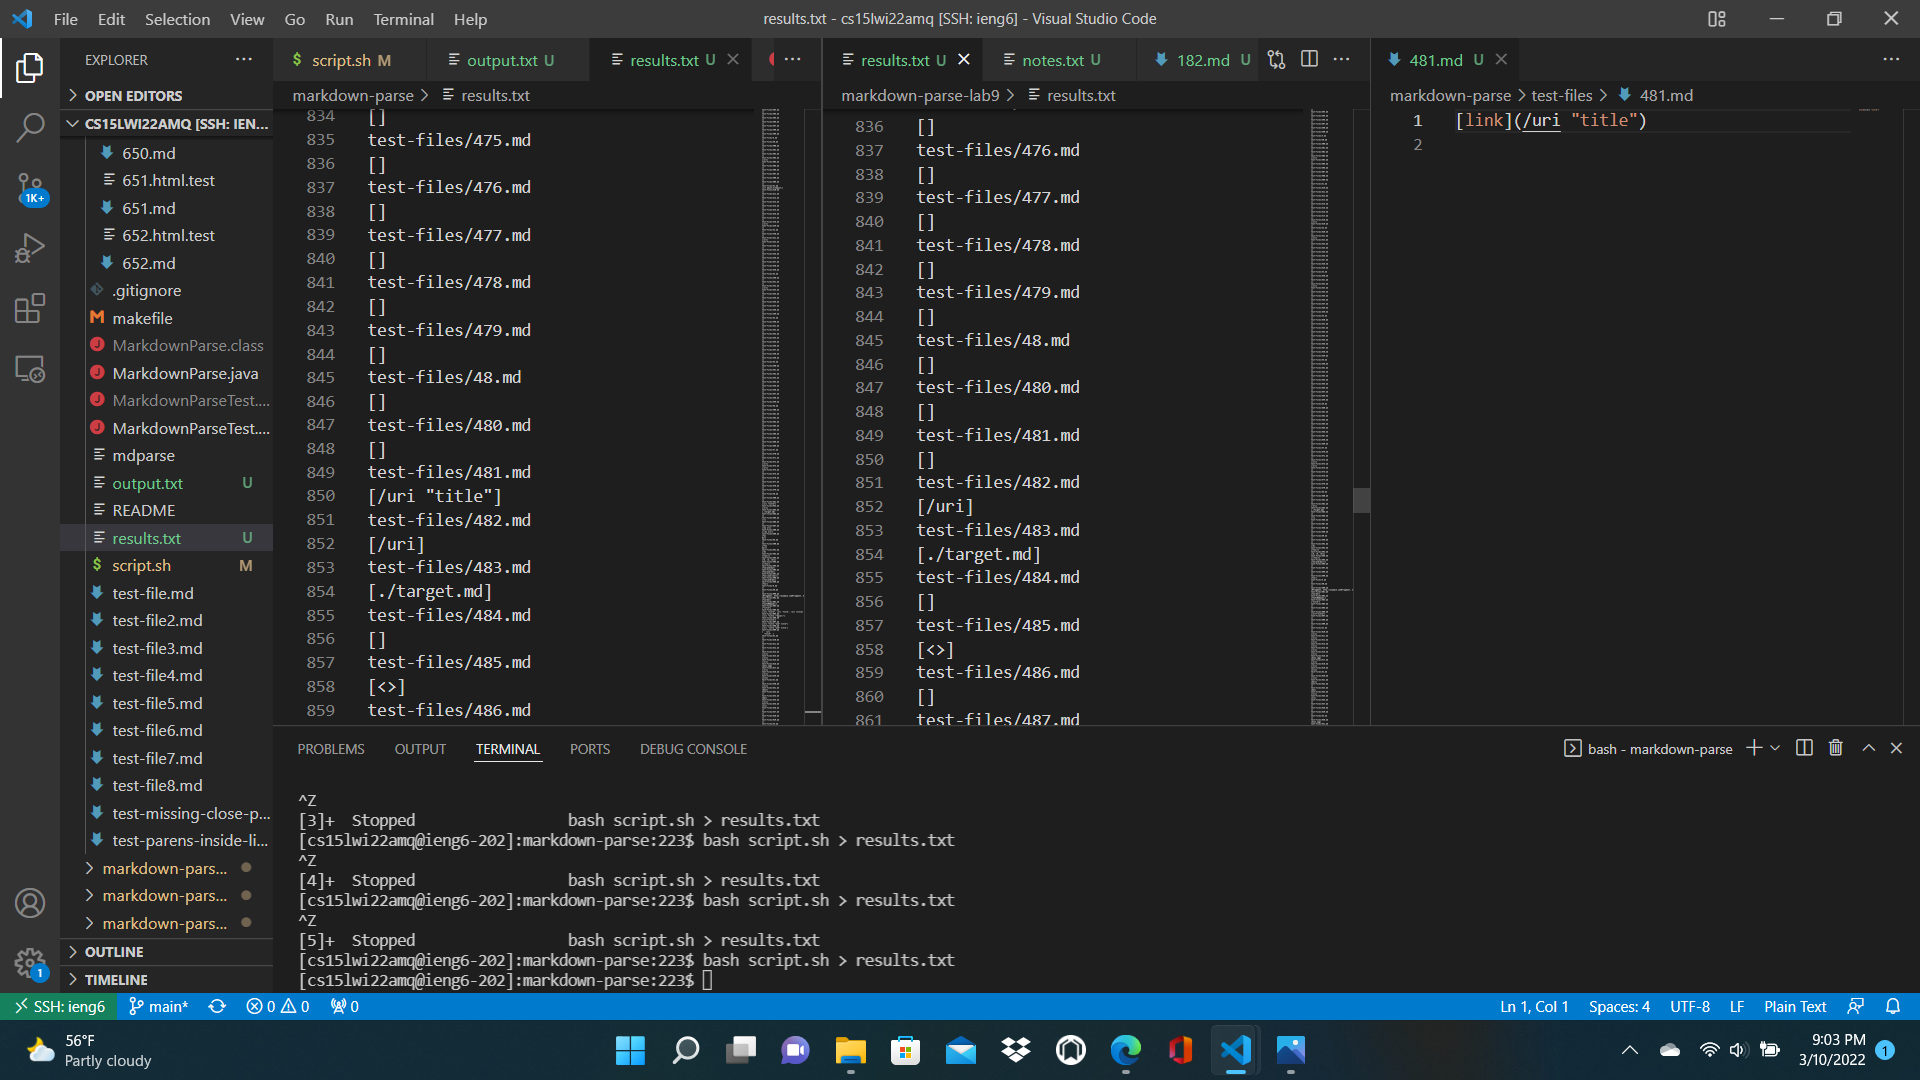 File Edit Selection View Go Run Terminal Help
results.txt - cs15lwi22amq [SSH: ieng6] - Visual Studio Code
EXPLORER
OPEN EDITORS
CS15LWI22AMQ [SSH: IEN...
650.md
651.html.test
651.md
652.html.test
652.md
.gitignore
makefile
MarkdownParse.class
MarkdownParse.java
MarkdownParseTest....
MarkdownParseTest....
mdparse
output.txt U
README
results.txt U
script.sh M
test-file.md
test-file2.md
test-file3.md
test-file4.md
test-file5.md
test-file6.md
test-file7.md
test-file8.md
test-missing-close-p...
test-parens-inside-li...
markdown-pars...
markdown-pars...
markdown-pars...
OUTLINE
TIMELINE
1K+
1
script.sh M output.txt U results.txt U
markdown-parse > results.txt
834 []
835 test-files/475.md
836 []
837 test-files/476.md
838 []
839 test-files/477.md
840 []
841 test-files/478.md
842 []
843 test-files/479.md
844 []
845 test-files/48.md
846 []
847 test-files/480.md
848 []
849 test-files/481.md
850 [/uri "title"]
851 test-files/482.md
852 [/uri]
853 test-files/483.md
854 [./target.md]
855 test-files/484.md
856 []
857 test-files/485.md
858 [<>]
859 test-files/486.md
results.txt U notes.txt U 182.md U
markdown-parse-lab9 > results.txt
836 []
837 test-files/476.md
838 []
839 test-files/477.md
840 []
841 test-files/478.md
842 []
843 test-files/479.md
844 []
845 test-files/48.md
846 []
847 test-files/480.md
848 []
849 test-files/481.md
850 []
851 test-files/482.md
852 [/uri]
853 test-files/483.md
854 [./target.md]
855 test-files/484.md
856 []
857 test-files/485.md
858 [<>]
859 test-files/486.md
860 []
861 test-files/487.md
481.md U
markdown-parse > test-files > 481.md
1 [link](/uri "title")
2
PROBLEMS OUTPUT TERMINAL PORTS DEBUG CONSOLE
bash - markdown-parse
^Z
[3]+  Stopped                 bash script.sh > results.txt
[cs15lwi22amq@ieng6-202]:markdown-parse:223$ bash script.sh > results.txt
^Z
[4]+  Stopped                 bash script.sh > results.txt
[cs15lwi22amq@ieng6-202]:markdown-parse:223$ bash script.sh > results.txt
^Z
[5]+  Stopped                 bash script.sh > results.txt
[cs15lwi22amq@ieng6-202]:markdown-parse:223$ bash script.sh > results.txt
[cs15lwi22amq@ieng6-202]:markdown-parse:223$
SSH: ieng6 main* 0 0 0
Ln 1, Col 1 Spaces: 4 UTF-8 LF Plain Text
56°F
Partly cloudy
9:03 PM
3/10/2022
1